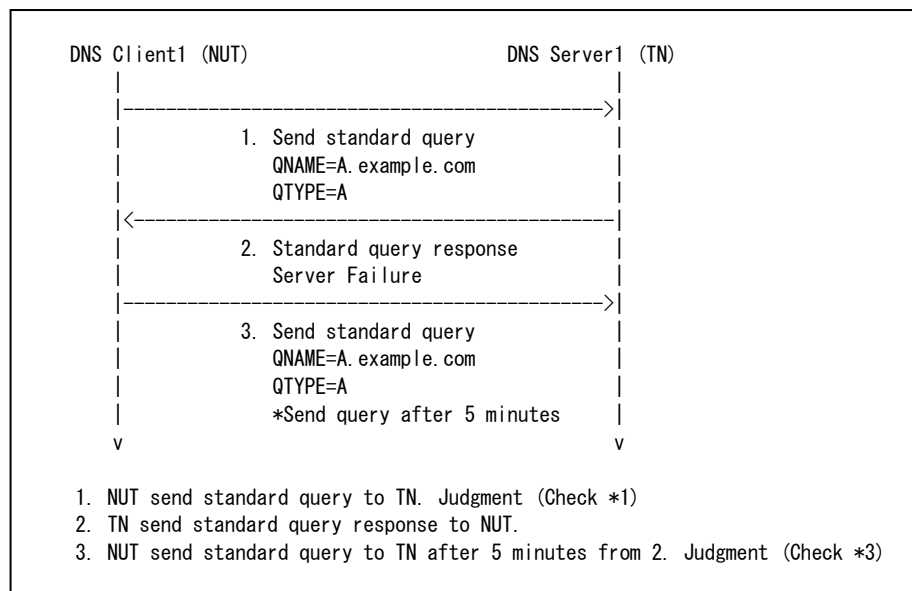 DNS Client1 (NUT) DNS Server1 (TN)
| |
|--------------------------------------------->|
| 1. Send standard query |
| QNAME=A.example.com |
| QTYPE=A |
|<---------------------------------------------|
| 2. Standard query response |
| Server Failure |
|--------------------------------------------->|
| 3. Send standard query |
| QNAME=A.example.com |
| QTYPE=A |
| *Send query after 5 minutes |
v v
1. NUT send standard query to TN. Judgment (Check *1)
2. TN send standard query response to NUT.
3. NUT send standard query to TN after 5 minutes from 2. Judgment (Check *3)